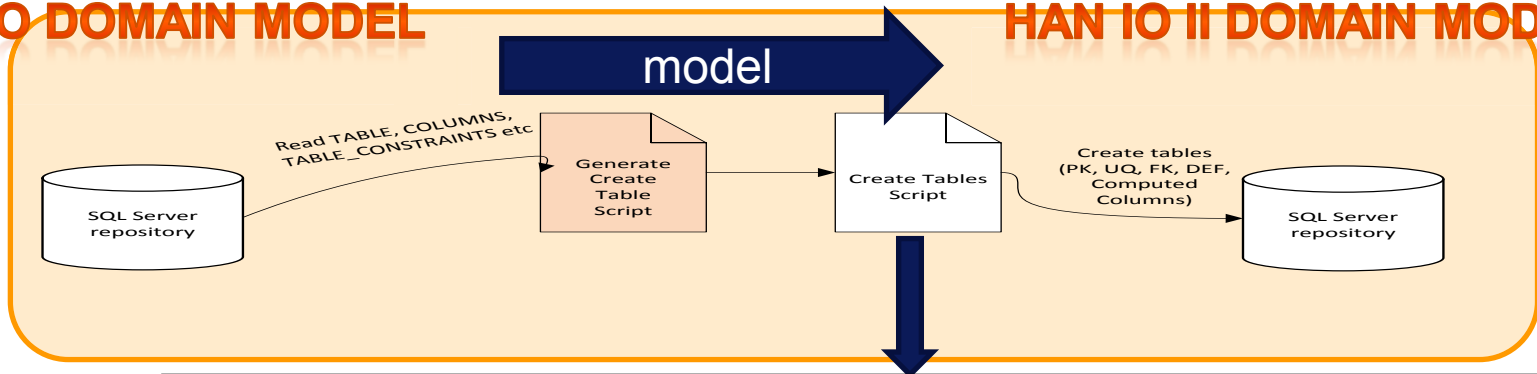 O DOMAIN MODEL
HAN IO II DOMAIN MOD
model
Read TABLE, COLUMNS,
TABLE_CONSTRAINTS etc
SQL Server
repository
Generate
Create
Table
Script
Create Tables
Script
Create tables
(PK, UQ, FK, DEF,
Computed
Columns)
SQL Server
repository